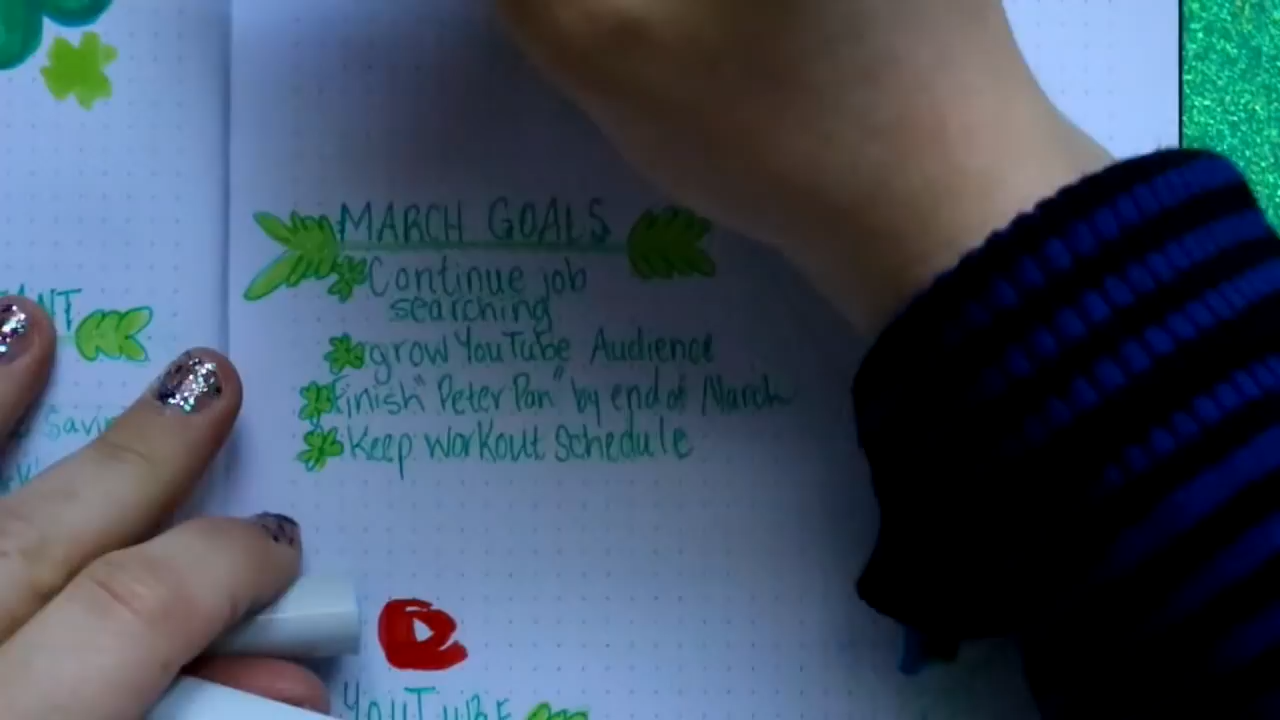 MARCH GOALS
Continue job
searching
grow YouTube Audience
Finish "Peter Pan" by end of March
Keep Workout Schedule
YOUTUBE